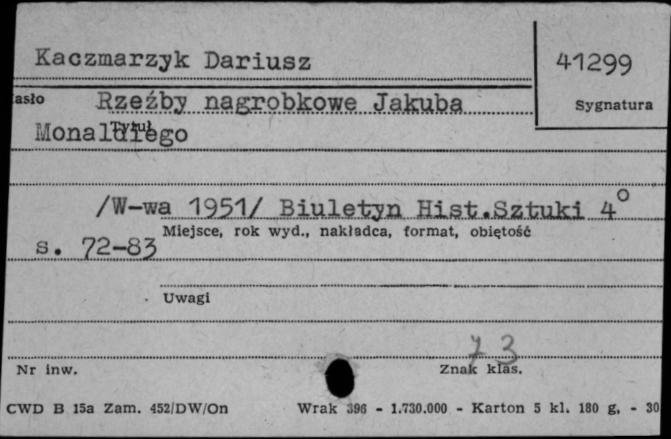 Kaczmarzyk Dariusz
41299
asło Rzeźby nagrobkowe Jakuba
Sygnatura
Tytuł
Monaldiego
/W-wa 1951/ Biuletyn Hist.Sztuki 4°
Miejsce, rok wyd., nakładca, format, objętość
s. 72-83
Uwagi
73
Nr inw.
Znak klas.
CWD B 15a Zam. 452/DW/On Wrak 396 - 1.730.000 - Karton 5 kl. 180 g. - 30